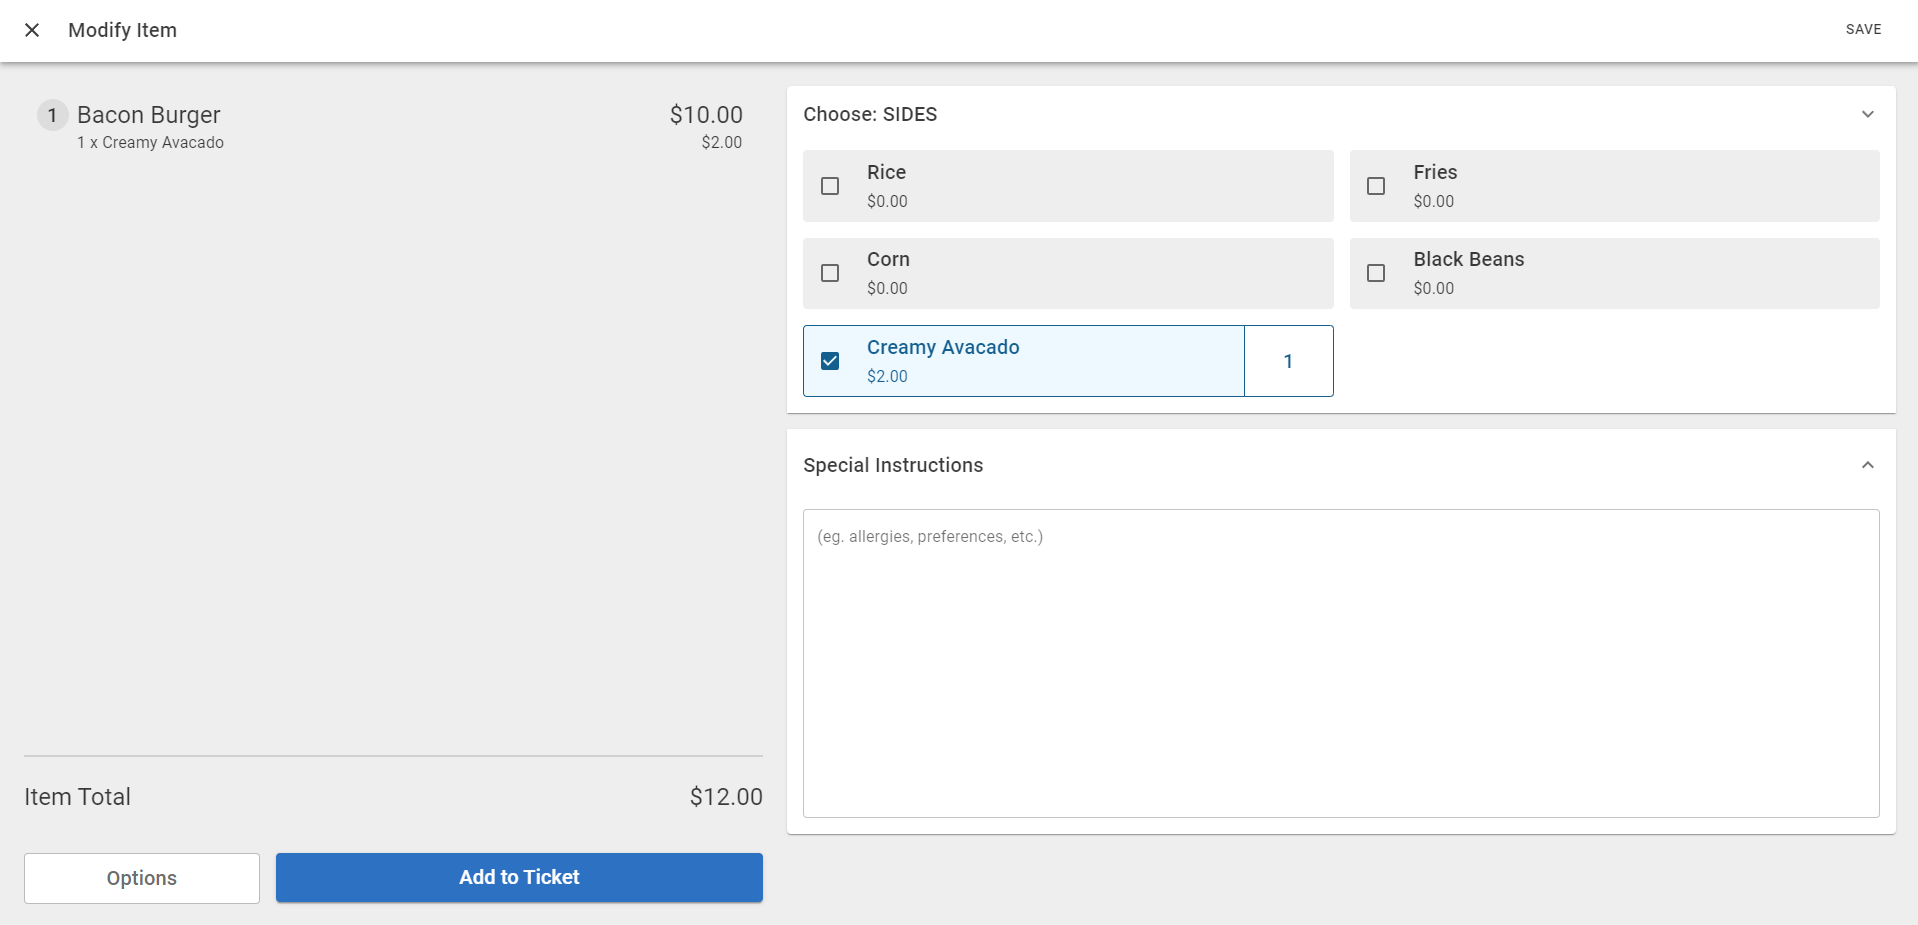 Modify Item
SAVE
1 Bacon Burger $10.00
1 x Creamy Avacado $2.00
Item Total $12.00
Options
Add to Ticket
Choose: SIDES
Rice
$0.00
Fries
$0.00
Corn
$0.00
Black Beans
$0.00
Creamy Avacado
$2.00
1
Special Instructions
(eg. allergies, preferences, etc.)